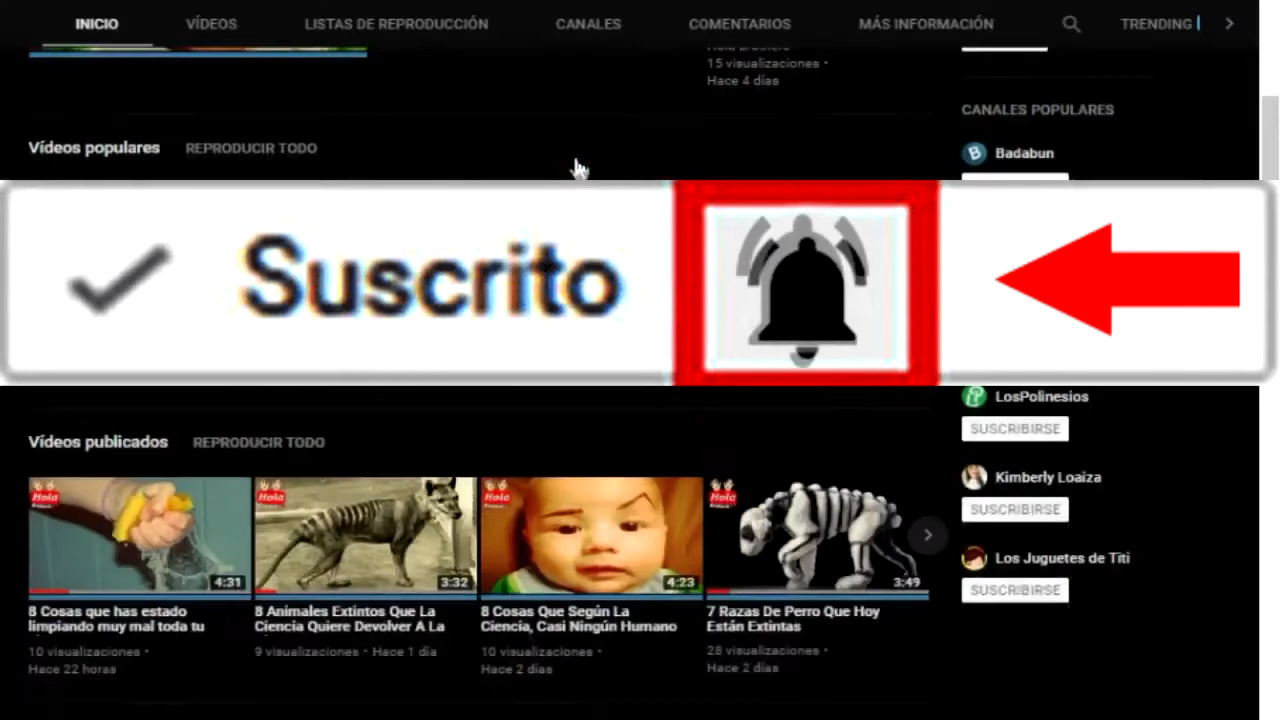 INICIO VÍDEOS LISTAS DE REPRODUCCIÓN CANALES COMENTARIOS MÁS INFORMACIÓN TRENDING
15 visualizaciones •
Hace 4 días
CANALES POPULARES
Vídeos populares REPRODUCIR TODO
Badabun
Suscrito
LosPolinesios
SUSCRIBIRSE
Vídeos publicados REPRODUCIR TODO
Kimberly Loaiza
SUSCRIBIRSE
Los Juguetes de Titi
SUSCRIBIRSE
Hola
Hola
Hola
Hola
4:31
3:32
4:23
3:49
8 Cosas que has estado
limpiando muy mal toda tu
10 visualizaciones •
Hace 22 horas
8 Animales Extintos Que La
Ciencia Quiere Devolver A La
9 visualizaciones • Hace 1 día
8 Cosas Que Según La
Ciencia, Casi Ningún Humano
10 visualizaciones •
Hace 2 días
7 Razas De Perro Que Hoy
Están Extintas
28 visualizaciones •
Hace 2 días